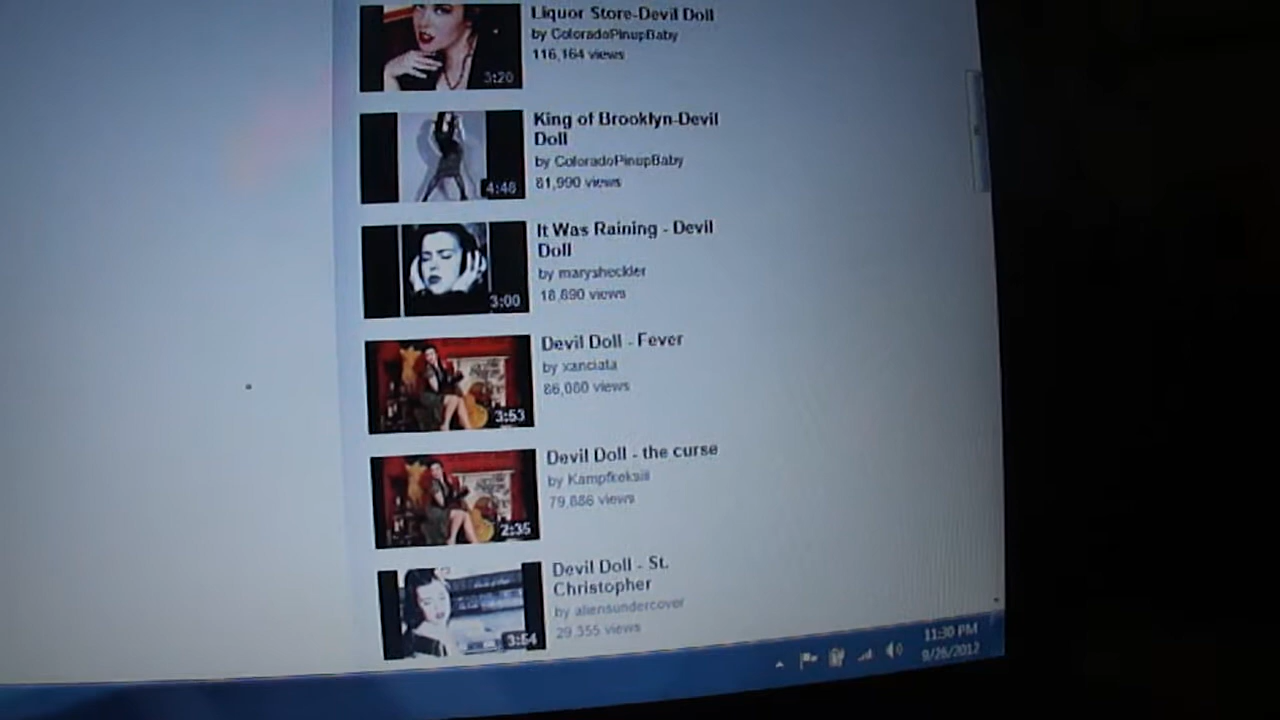 Liquor Store-Devil Doll
by ColoradoPinupBaby
116,164 views
3:20
King of Brooklyn-Devil
Doll
by ColoradoPinupBaby
81,990 views
4:46
It Was Raining - Devil
Doll
by marysheckler
18,890 views
3:00
Devil Doll - Fever
by xanciata
86,080 views
3:53
Devil Doll - the curse
by
79,886 views
2:35
Devil Doll - St.
Christopher
by aliensundercover
29,355 views
3:54
11:30 PM
9/26/2012